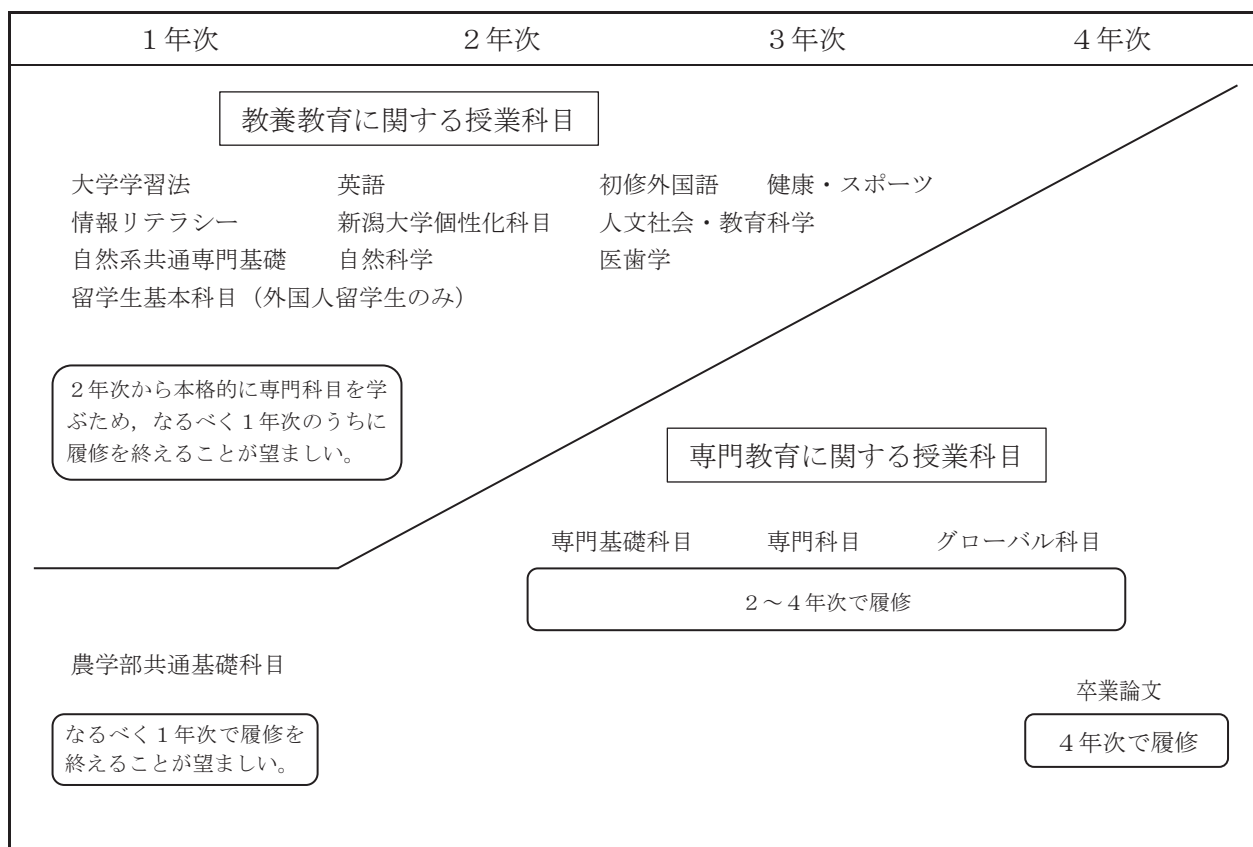 １年次 ２年次 ３年次 ４年次
教養教育に関する授業科目
大学学習法 英語 初修外国語 健康・スポーツ
情報リテラシー 新潟大学個性化科目 人文社会・教育科学
自然系共通専門基礎 自然科学 医歯学
留学生基本科目（外国人留学生のみ）
２年次から本格的に専門科目を学
ぶため，なるべく１年次のうちに
履修を終えることが望ましい。
専門教育に関する授業科目
専門基礎科目 専門科目 グローバル科目
２～４年次で履修
農学部共通基礎科目
なるべく１年次で履修を
終えることが望ましい。
卒業論文
４年次で履修